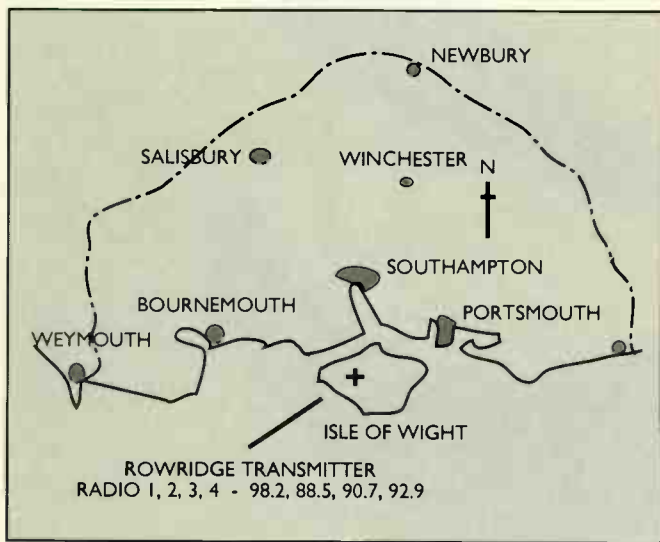 NEWBURY
SALISBURY
WINCHESTER
N
SOUTHAMPTON
BOURNEMOUTH
PORTSMOUTH
WEYMOUTH
ISLE OF WIGHT
ROWRIDGE TRANSMITTER
RADIO 1, 2, 3, 4 - 98.2, 88.5, 90.7, 92.9